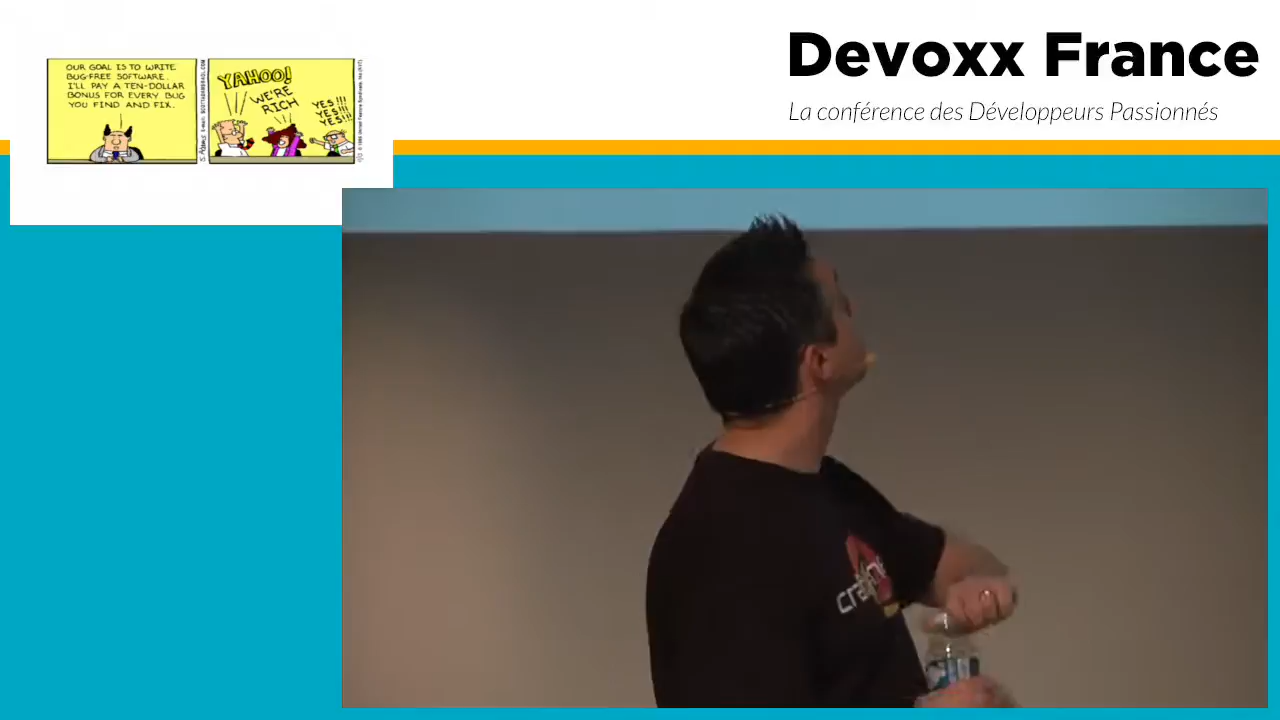 Devoxx France
La conférence des Développeurs Passionnés
OUR GOAL IS TO WRITE
BUG-FREE SOFTWARE.
I'LL PAY A TEN-DOLLAR
BONUS FOR EVERY BUG
YOU FIND AND FIX.
YAHOO!
WE'RE
RICH
YES!!!
YES!!!
YES!!!